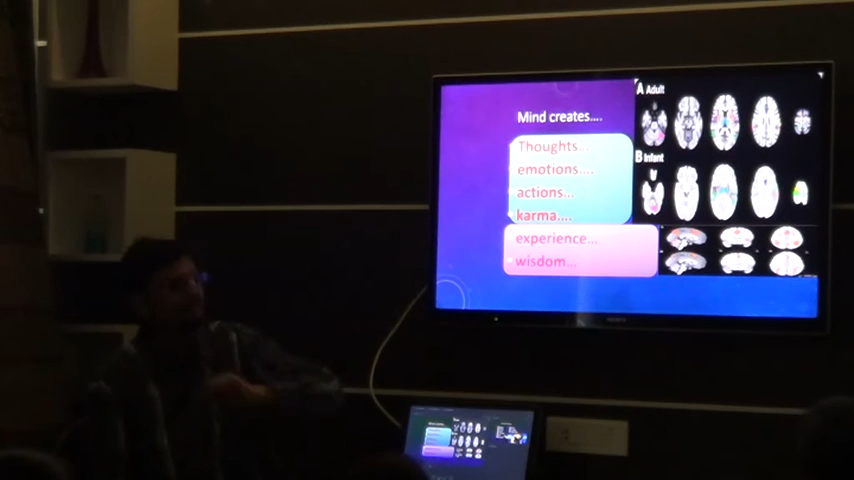 Mind creates....
Thoughts...
emotions....
actions...
karma....
experience...
wisdom...
A Adult
B Infant